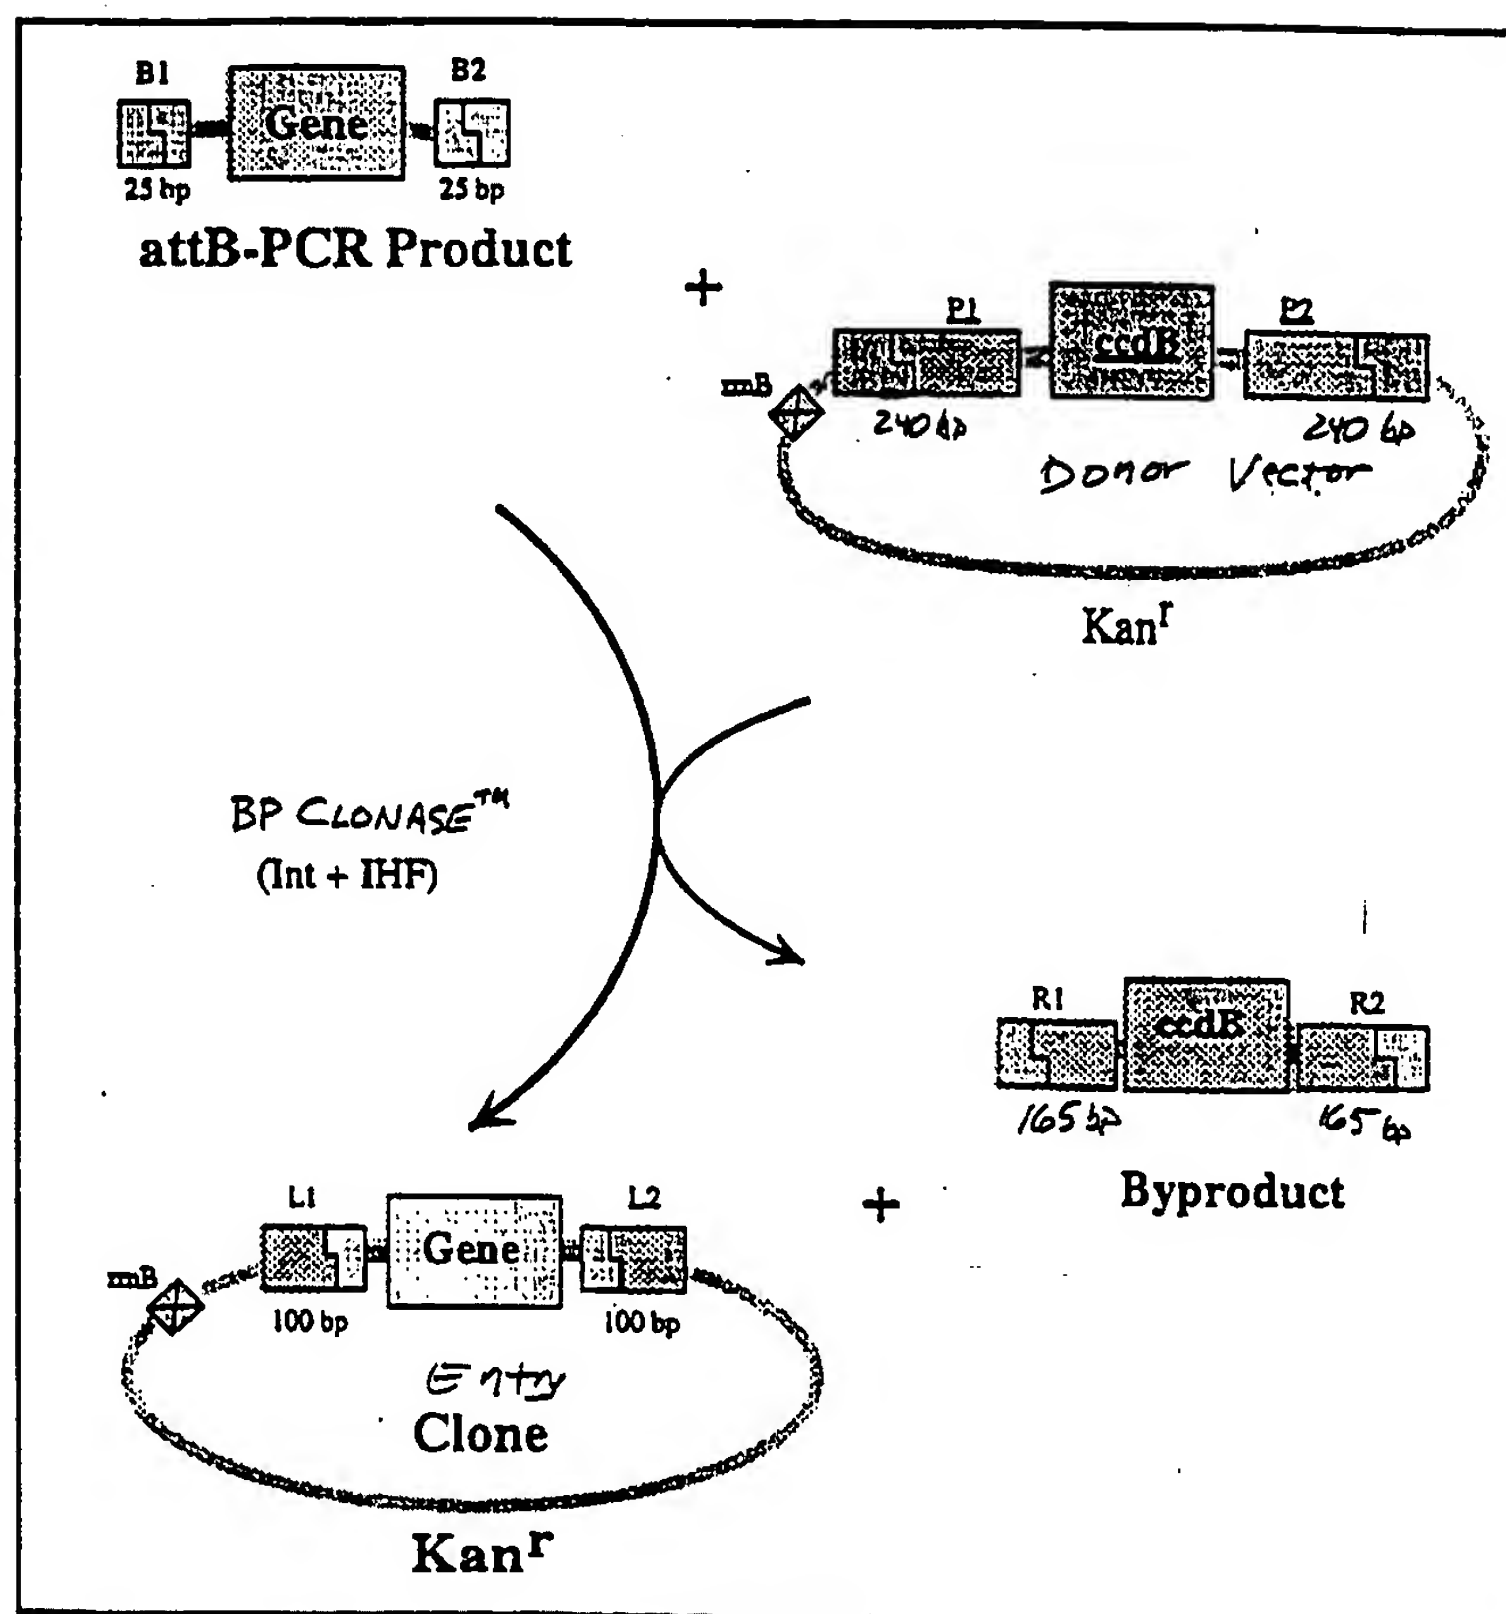 B1 B2
Gene
25 bp 25 bp
attB-PCR Product
+
P1 ccdB P2
rrnB
240 bp 240 bp
Donor Vector
Kanr
BP CLONASE™
(Int + IHF)
R1 ccdB R2
165 bp 165 bp
+
Byproduct
L1 L2
Gene
rrnB
100 bp 100 bp
Entry
Clone
Kanr